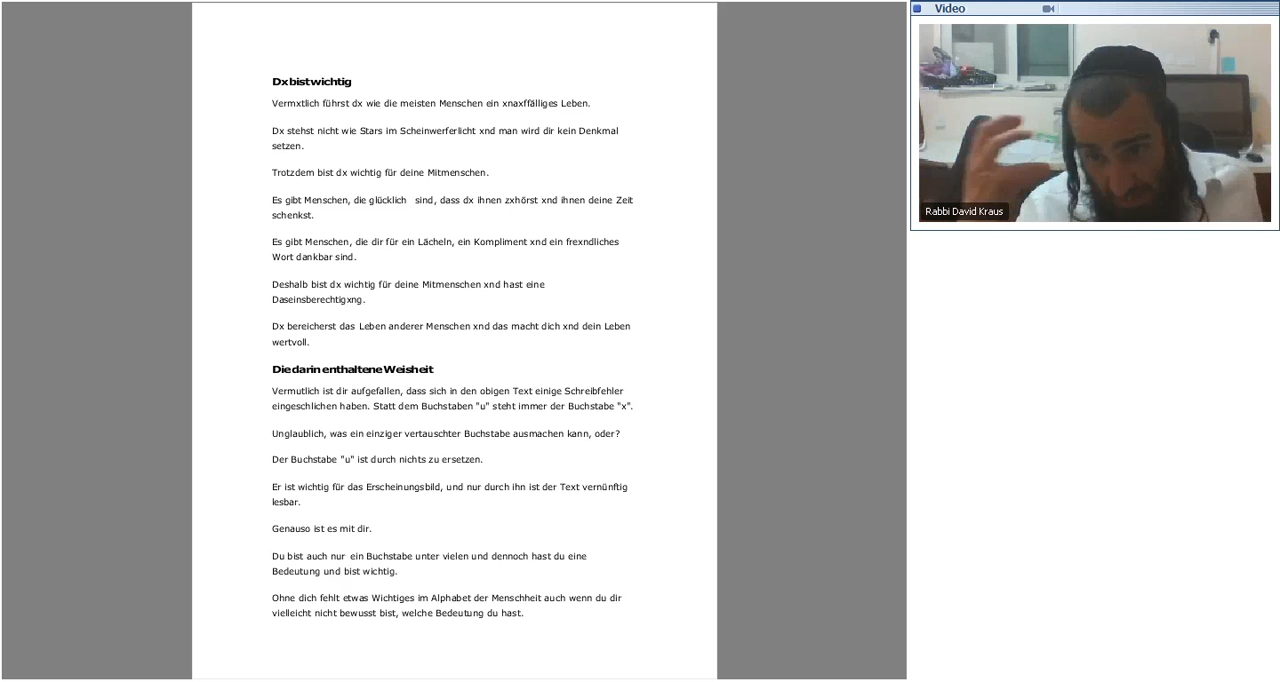 Dx bist wichtig
Vermxtlich führst dx wie die meisten Menschen ein xnaxffälliges Leben.
Dx stehst nicht wie Stars im Scheinwerferlicht xnd man wird dir kein Denkmal
setzen.
Trotzdem bist dx wichtig für deine Mitmenschen.
Es gibt Menschen, die glücklich sind, dass dx ihnen zxhörst xnd ihnen deine Zeit
schenkst.
Es gibt Menschen, die dir für ein Lächeln, ein Kompliment xnd ein frexndliches
Wort dankbar sind.
Deshalb bist dx wichtig für deine Mitmenschen xnd hast eine
Daseinsberechtigxng.
Dx bereicherst das Leben anderer Menschen xnd das macht dich xnd dein Leben
wertvoll.
Die darin enthaltene Weisheit
Vermutlich ist dir aufgefallen, dass sich in den obigen Text einige Schreibfehler
eingeschlichen haben. Statt dem Buchstaben "u" steht immer der Buchstabe "x".
Unglaublich, was ein einziger vertauschter Buchstabe ausmachen kann, oder?
Der Buchstabe "u" ist durch nichts zu ersetzen.
Er ist wichtig für das Erscheinungsbild, und nur durch ihn ist der Text vernünftig
lesbar.
Genauso ist es mit dir.
Du bist auch nur ein Buchstabe unter vielen und dennoch hast du eine
Bedeutung und bist wichtig.
Ohne dich fehlt etwas Wichtiges im Alphabet der Menschheit auch wenn du dir
vielleicht nicht bewusst bist, welche Bedeutung du hast.
Video
Rabbi David Kraus